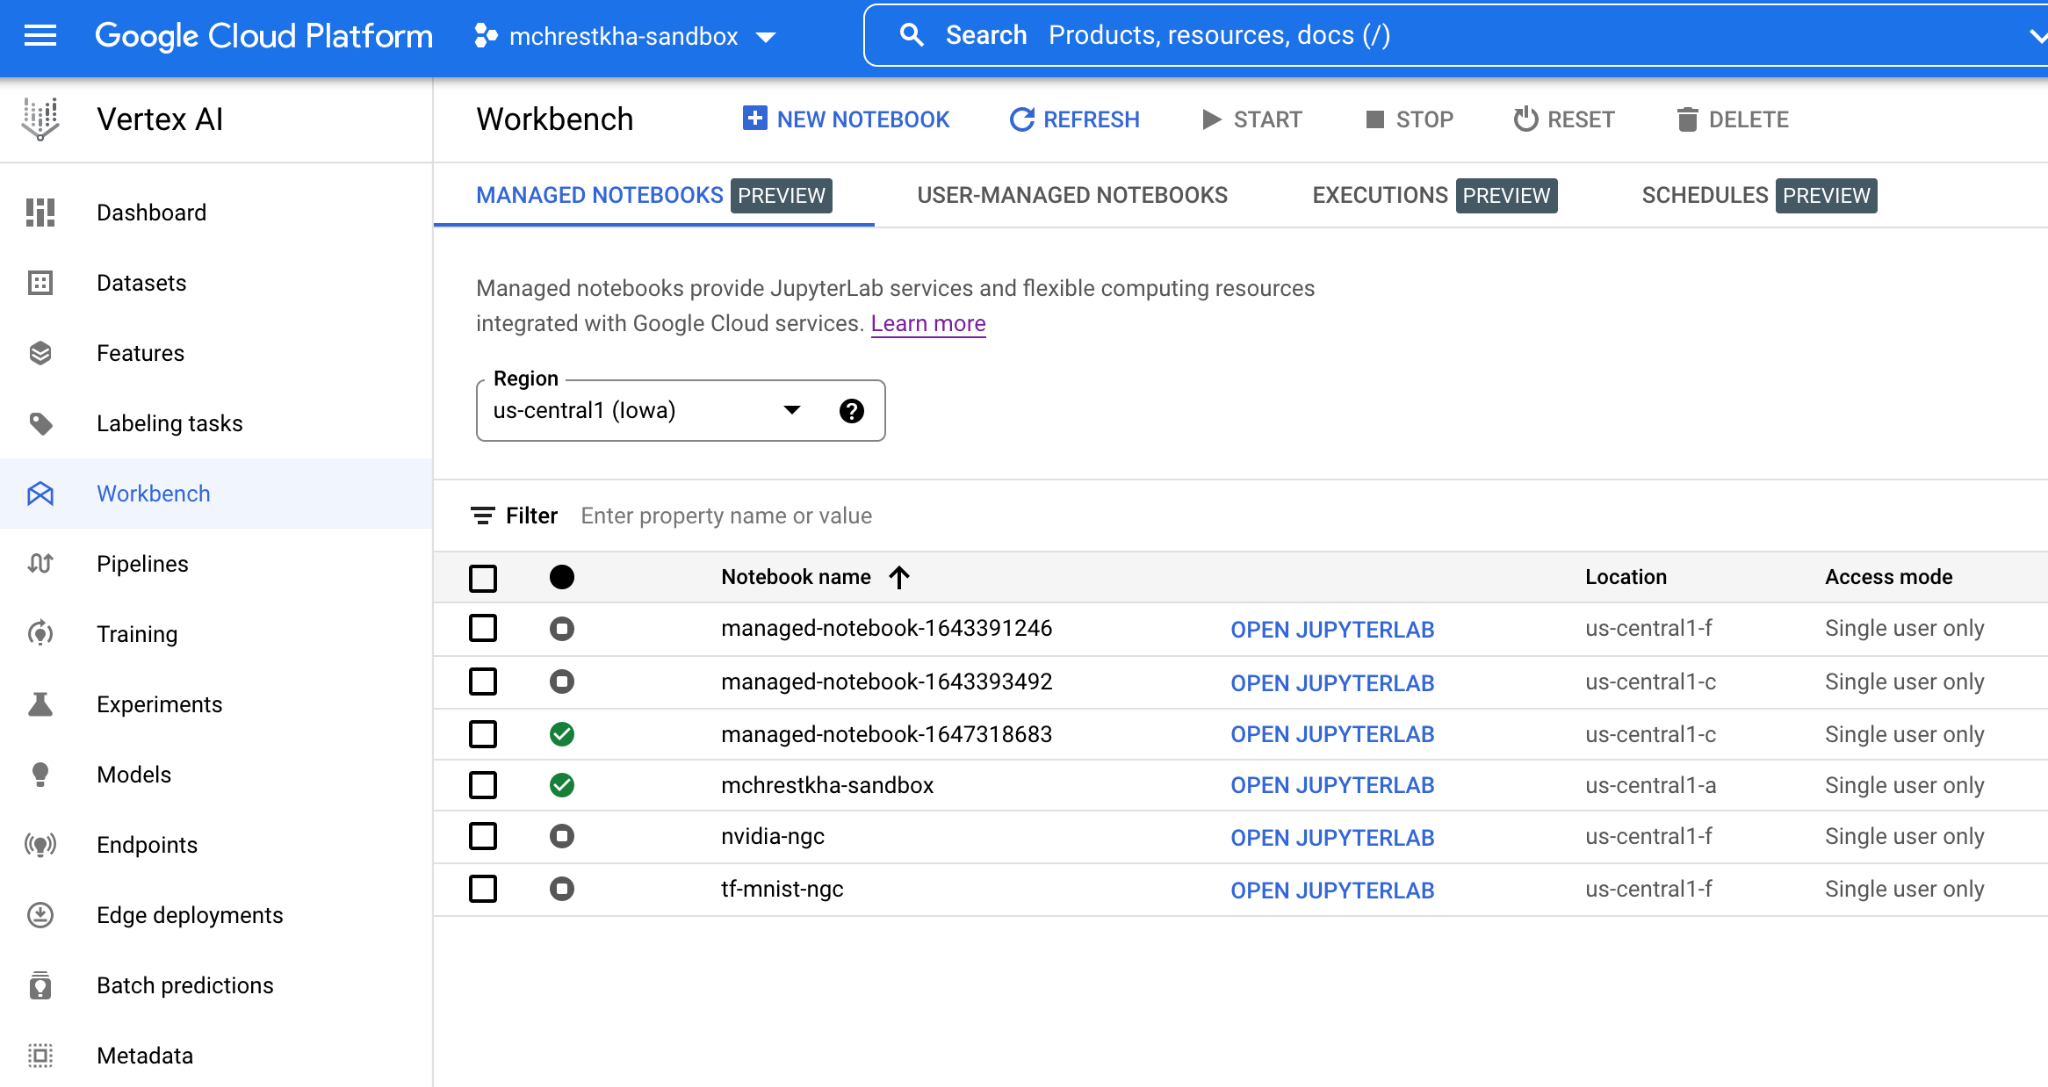 Google Cloud Platform mchrestkha-sandbox Search Products, resources, docs (/)
Vertex AI
Dashboard
Datasets
Features
Labeling tasks
Workbench
Pipelines
Training
Experiments
Models
Endpoints
Edge deployments
Batch predictions
Metadata
Workbench NEW NOTEBOOK REFRESH START STOP RESET DELETE
MANAGED NOTEBOOKS PREVIEW USER-MANAGED NOTEBOOKS EXECUTIONS PREVIEW SCHEDULES PREVIEW
Managed notebooks provide JupyterLab services and flexible computing resources
integrated with Google Cloud services. Learn more
Region
us-central1 (Iowa)
Filter Enter property name or value
Notebook name Location Access mode
managed-notebook-1643391246 OPEN JUPYTERLAB us-central1-f Single user only
managed-notebook-1643393492 OPEN JUPYTERLAB us-central1-c Single user only
managed-notebook-1647318683 OPEN JUPYTERLAB us-central1-c Single user only
mchrestkha-sandbox OPEN JUPYTERLAB us-central1-a Single user only
nvidia-ngc OPEN JUPYTERLAB us-central1-f Single user only
tf-mnist-ngc OPEN JUPYTERLAB us-central1-f Single user only